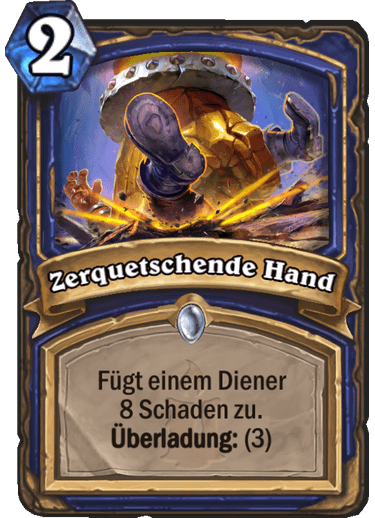 2
Zerquetschende Hand
Fügt einem Diener
8 Schaden zu.
Überladung: (3)